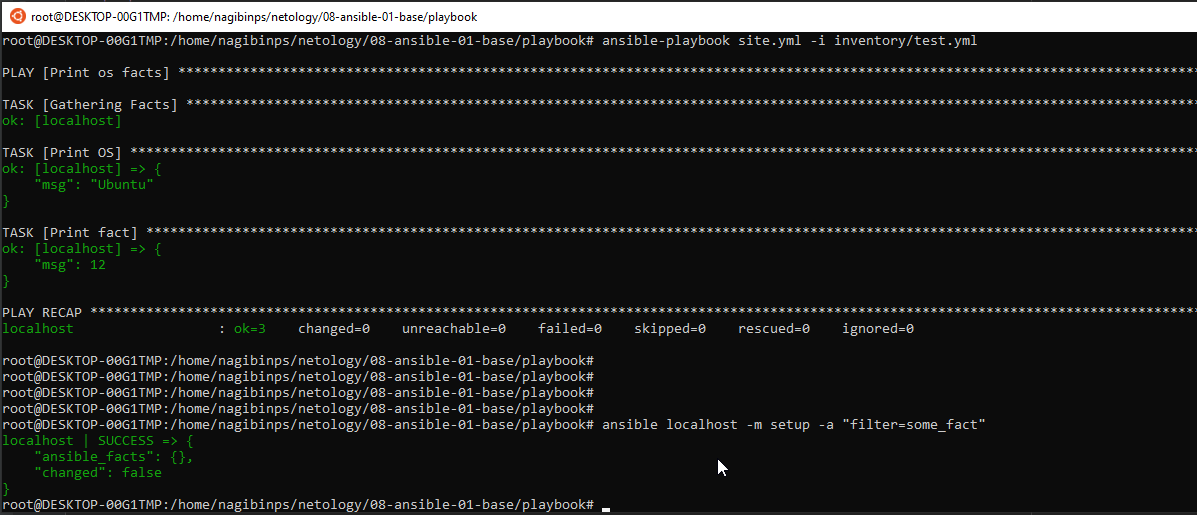 root@DESKTOP-00G1TMP: /home/nagibinps/netology/08-ansible-01-base/playbook
root@DESKTOP-00G1TMP:/home/nagibinps/netology/08-ansible-01-base/playbook# ansible-playbook site.yml -i inventory/test.yml
PLAY [Print os facts] *******************************************************************************************************************************
TASK [Gathering Facts] ******************************************************************************************************************************
ok: [localhost]
TASK [Print OS] *************************************************************************************************************************************
ok: [localhost] => {
    "msg": "Ubuntu"
}
TASK [Print fact] ***********************************************************************************************************************************
ok: [localhost] => {
    "msg": 12
}
PLAY RECAP ******************************************************************************************************************************************
localhost                  : ok=3    changed=0    unreachable=0    failed=0    skipped=0    rescued=0    ignored=0
root@DESKTOP-00G1TMP:/home/nagibinps/netology/08-ansible-01-base/playbook#
root@DESKTOP-00G1TMP:/home/nagibinps/netology/08-ansible-01-base/playbook#
root@DESKTOP-00G1TMP:/home/nagibinps/netology/08-ansible-01-base/playbook#
root@DESKTOP-00G1TMP:/home/nagibinps/netology/08-ansible-01-base/playbook#
root@DESKTOP-00G1TMP:/home/nagibinps/netology/08-ansible-01-base/playbook# ansible localhost -m setup -a "filter=some_fact"
localhost | SUCCESS => {
    "ansible_facts": {},
    "changed": false
}
root@DESKTOP-00G1TMP:/home/nagibinps/netology/08-ansible-01-base/playbook#